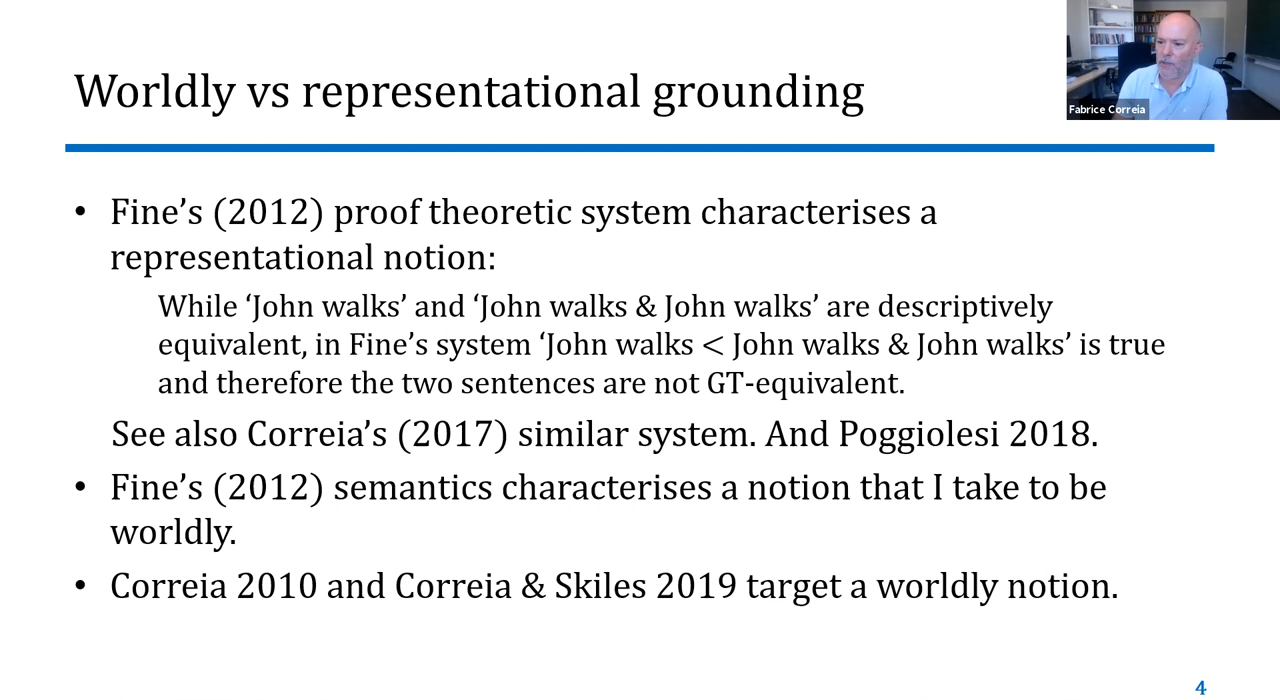 Worldly vs representational grounding
Fabrice Correia
• Fine’s (2012) proof theoretic system characterises a
representational notion:
While ‘John walks’ and ‘John walks & John walks’ are descriptively
equivalent, in Fine’s system ‘John walks < John walks & John walks’ is true
and therefore the two sentences are not GT-equivalent.
See also Correia’s (2017) similar system. And Poggiolesi 2018.
• Fine’s (2012) semantics characterises a notion that I take to be
worldly.
• Correia 2010 and Correia & Skiles 2019 target a worldly notion.
4